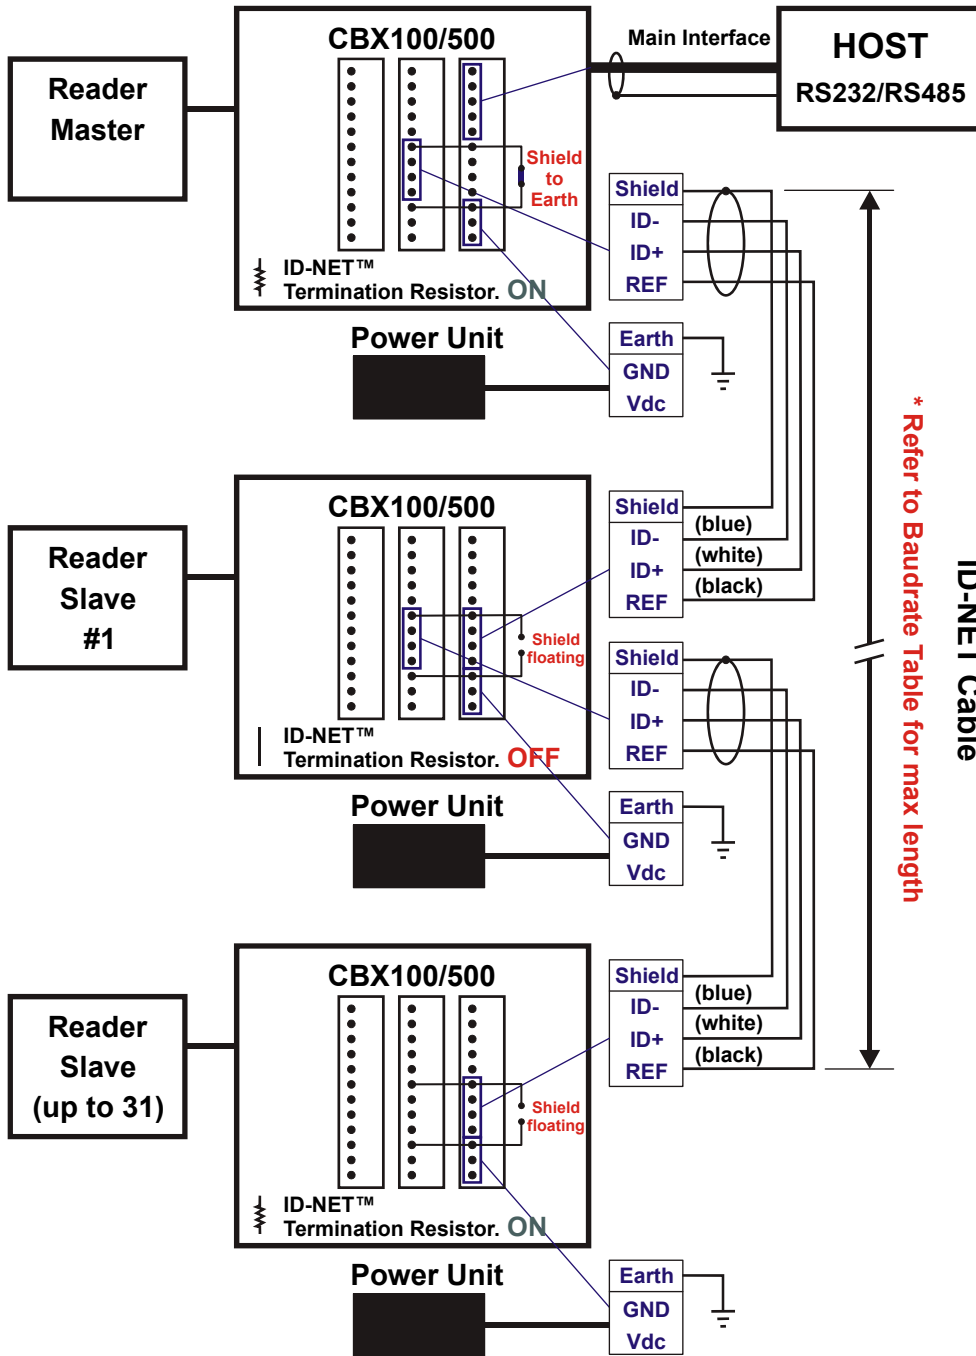 CBX100/500
Main Interface
HOST
RS232/RS485
Reader
Master
Shield
to
Earth
ID-NET™
Termination Resistor. ON
Shield
ID-
ID+
REF
Power Unit
Earth
GND
Vdc
CBX100/500
Reader
Slave
#1
Shield
floating
ID-NET™
Termination Resistor. OFF
Shield
ID-
ID+
REF
(blue)
(white)
(black)
Shield
ID-
ID+
REF
Power Unit
Earth
GND
Vdc
* Refer to Baudrate Table for max length
ID-NET Cable
CBX100/500
Reader
Slave
(up to 31)
Shield
floating
ID-NET™
Termination Resistor. ON
Shield
ID-
ID+
REF
(blue)
(white)
(black)
Power Unit
Earth
GND
Vdc